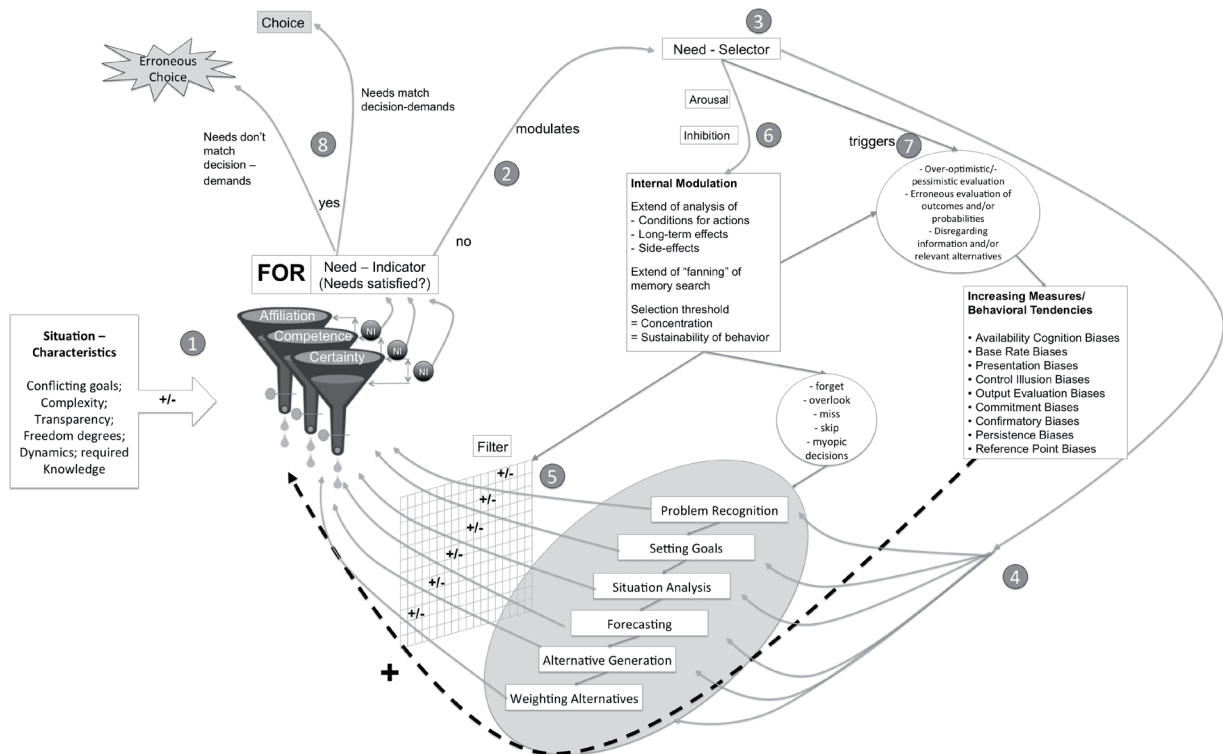 Choice
Erroneous
Choice
Needs match
decision-demands
Needs don't
match
decision –
demands
8
yes
modulates
2
no
3
Need - Selector
Arousal
Inhibition
6
triggers
7
- Over-optimistic/-
pessimistic evaluation
- Erroneous evaluation of
outcomes and/or
probabilities
- Disregarding
information and/or
relevant alternatives
Internal Modulation
Extend of analysis of
- Conditions for actions
- Long-term effects
- Side-effects
Extend of "fanning" of
memory search
Selection threshold
= Concentration
= Sustainability of behavior
FOR
Need – Indicator
(Needs satisfied?)
Affiliation
Competence
Certainty
NI
NI
NI
Situation –
Characteristics
Conflicting goals;
Complexity;
Transparency;
Freedom degrees;
Dynamics; required
Knowledge
1
+/-
Increasing Measures/
Behavioral Tendencies
• Availability Cognition Biases
• Base Rate Biases
• Presentation Biases
• Control Illusion Biases
• Output Evaluation Biases
• Commitment Biases
• Confirmatory Biases
• Persistence Biases
• Reference Point Biases
- forget
- overlook
- miss
- skip
- myopic
decisions
Filter
5
+/-
+/-
+/-
+/-
+/-
+/-
Problem Recognition
Setting Goals
Situation Analysis
Forecasting
Alternative Generation
Weighting Alternatives
4
+